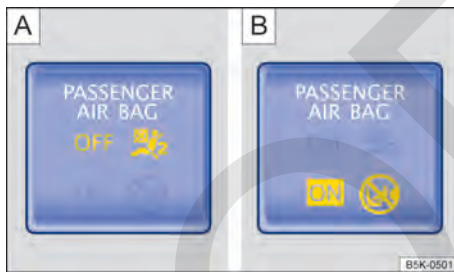 A
B
PASSENGER
AIR BAG
OFF
PASSENGER
AIR BAG
ON
B5K-0501